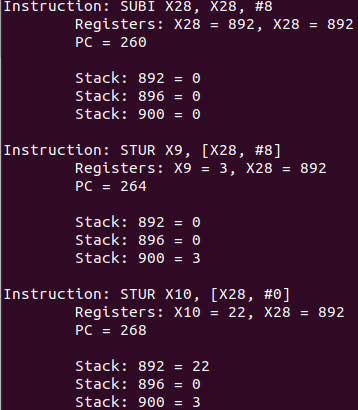 Instruction: SUBI X28, X28, #8
Registers: X28 = 892, X28 = 892
PC = 260
Stack: 892 = 0
Stack: 896 = 0
Stack: 900 = 0
Instruction: STUR X9, [X28, #8]
Registers: X9 = 3, X28 = 892
PC = 264
Stack: 892 = 0
Stack: 896 = 0
Stack: 900 = 3
Instruction: STUR X10, [X28, #0]
Registers: X10 = 22, X28 = 892
PC = 268
Stack: 892 = 22
Stack: 896 = 0
Stack: 900 = 3